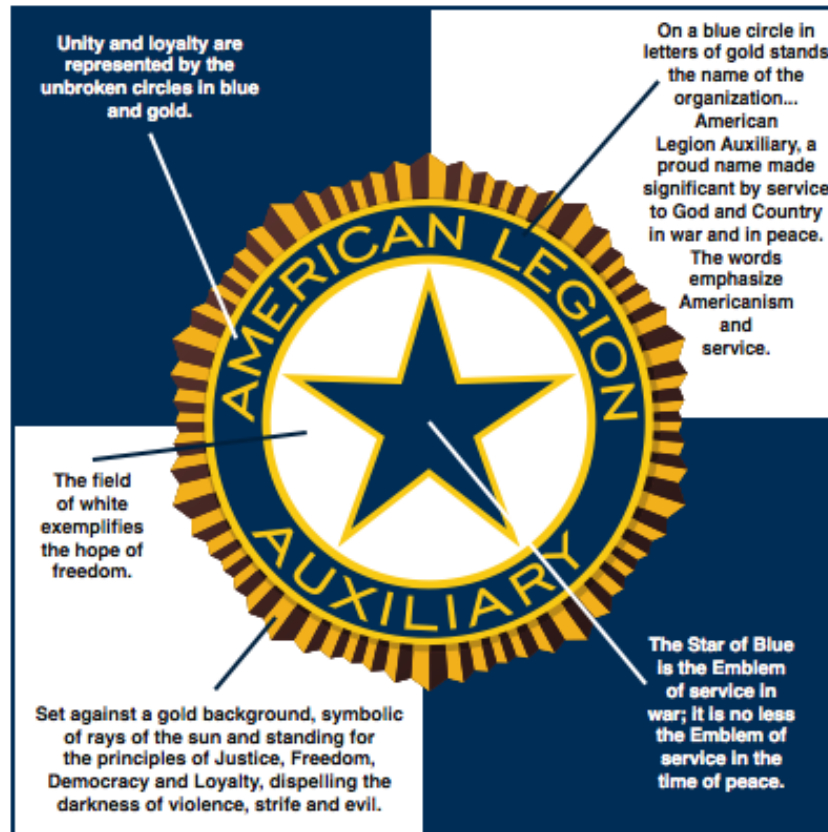 Unity and loyalty are
represented by the
unbroken circles in blue
and gold.
On a blue circle in
letters of gold stands
the name of the
organization...
American
Legion Auxiliary, a
proud name made
significant by service
to God and Country
in war and in peace.
The words
emphasize
Americanism
and
service.
AMERICAN LEGION
AUXILIARY
The field
of white
exemplifies
the hope of
freedom.
The Star of Blue
is the Emblem
of service in
war; it is no less
the Emblem of
service in the
time of peace.
Set against a gold background, symbolic
of rays of the sun and standing for
the principles of Justice, Freedom,
Democracy and Loyalty, dispelling the
darkness of violence, strife and evil.